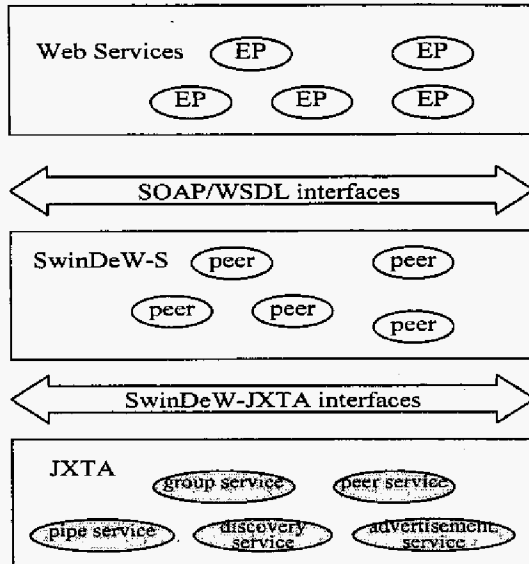 Web Services
EP
EP
EP
EP
EP
SOAP/WSDL interfaces
SwinDeW-S
peer
peer
peer
peer
peer
SwinDeW-JXTA interfaces
JXTA
group service
peer service
pipe service
discovery
service
advertisement
service